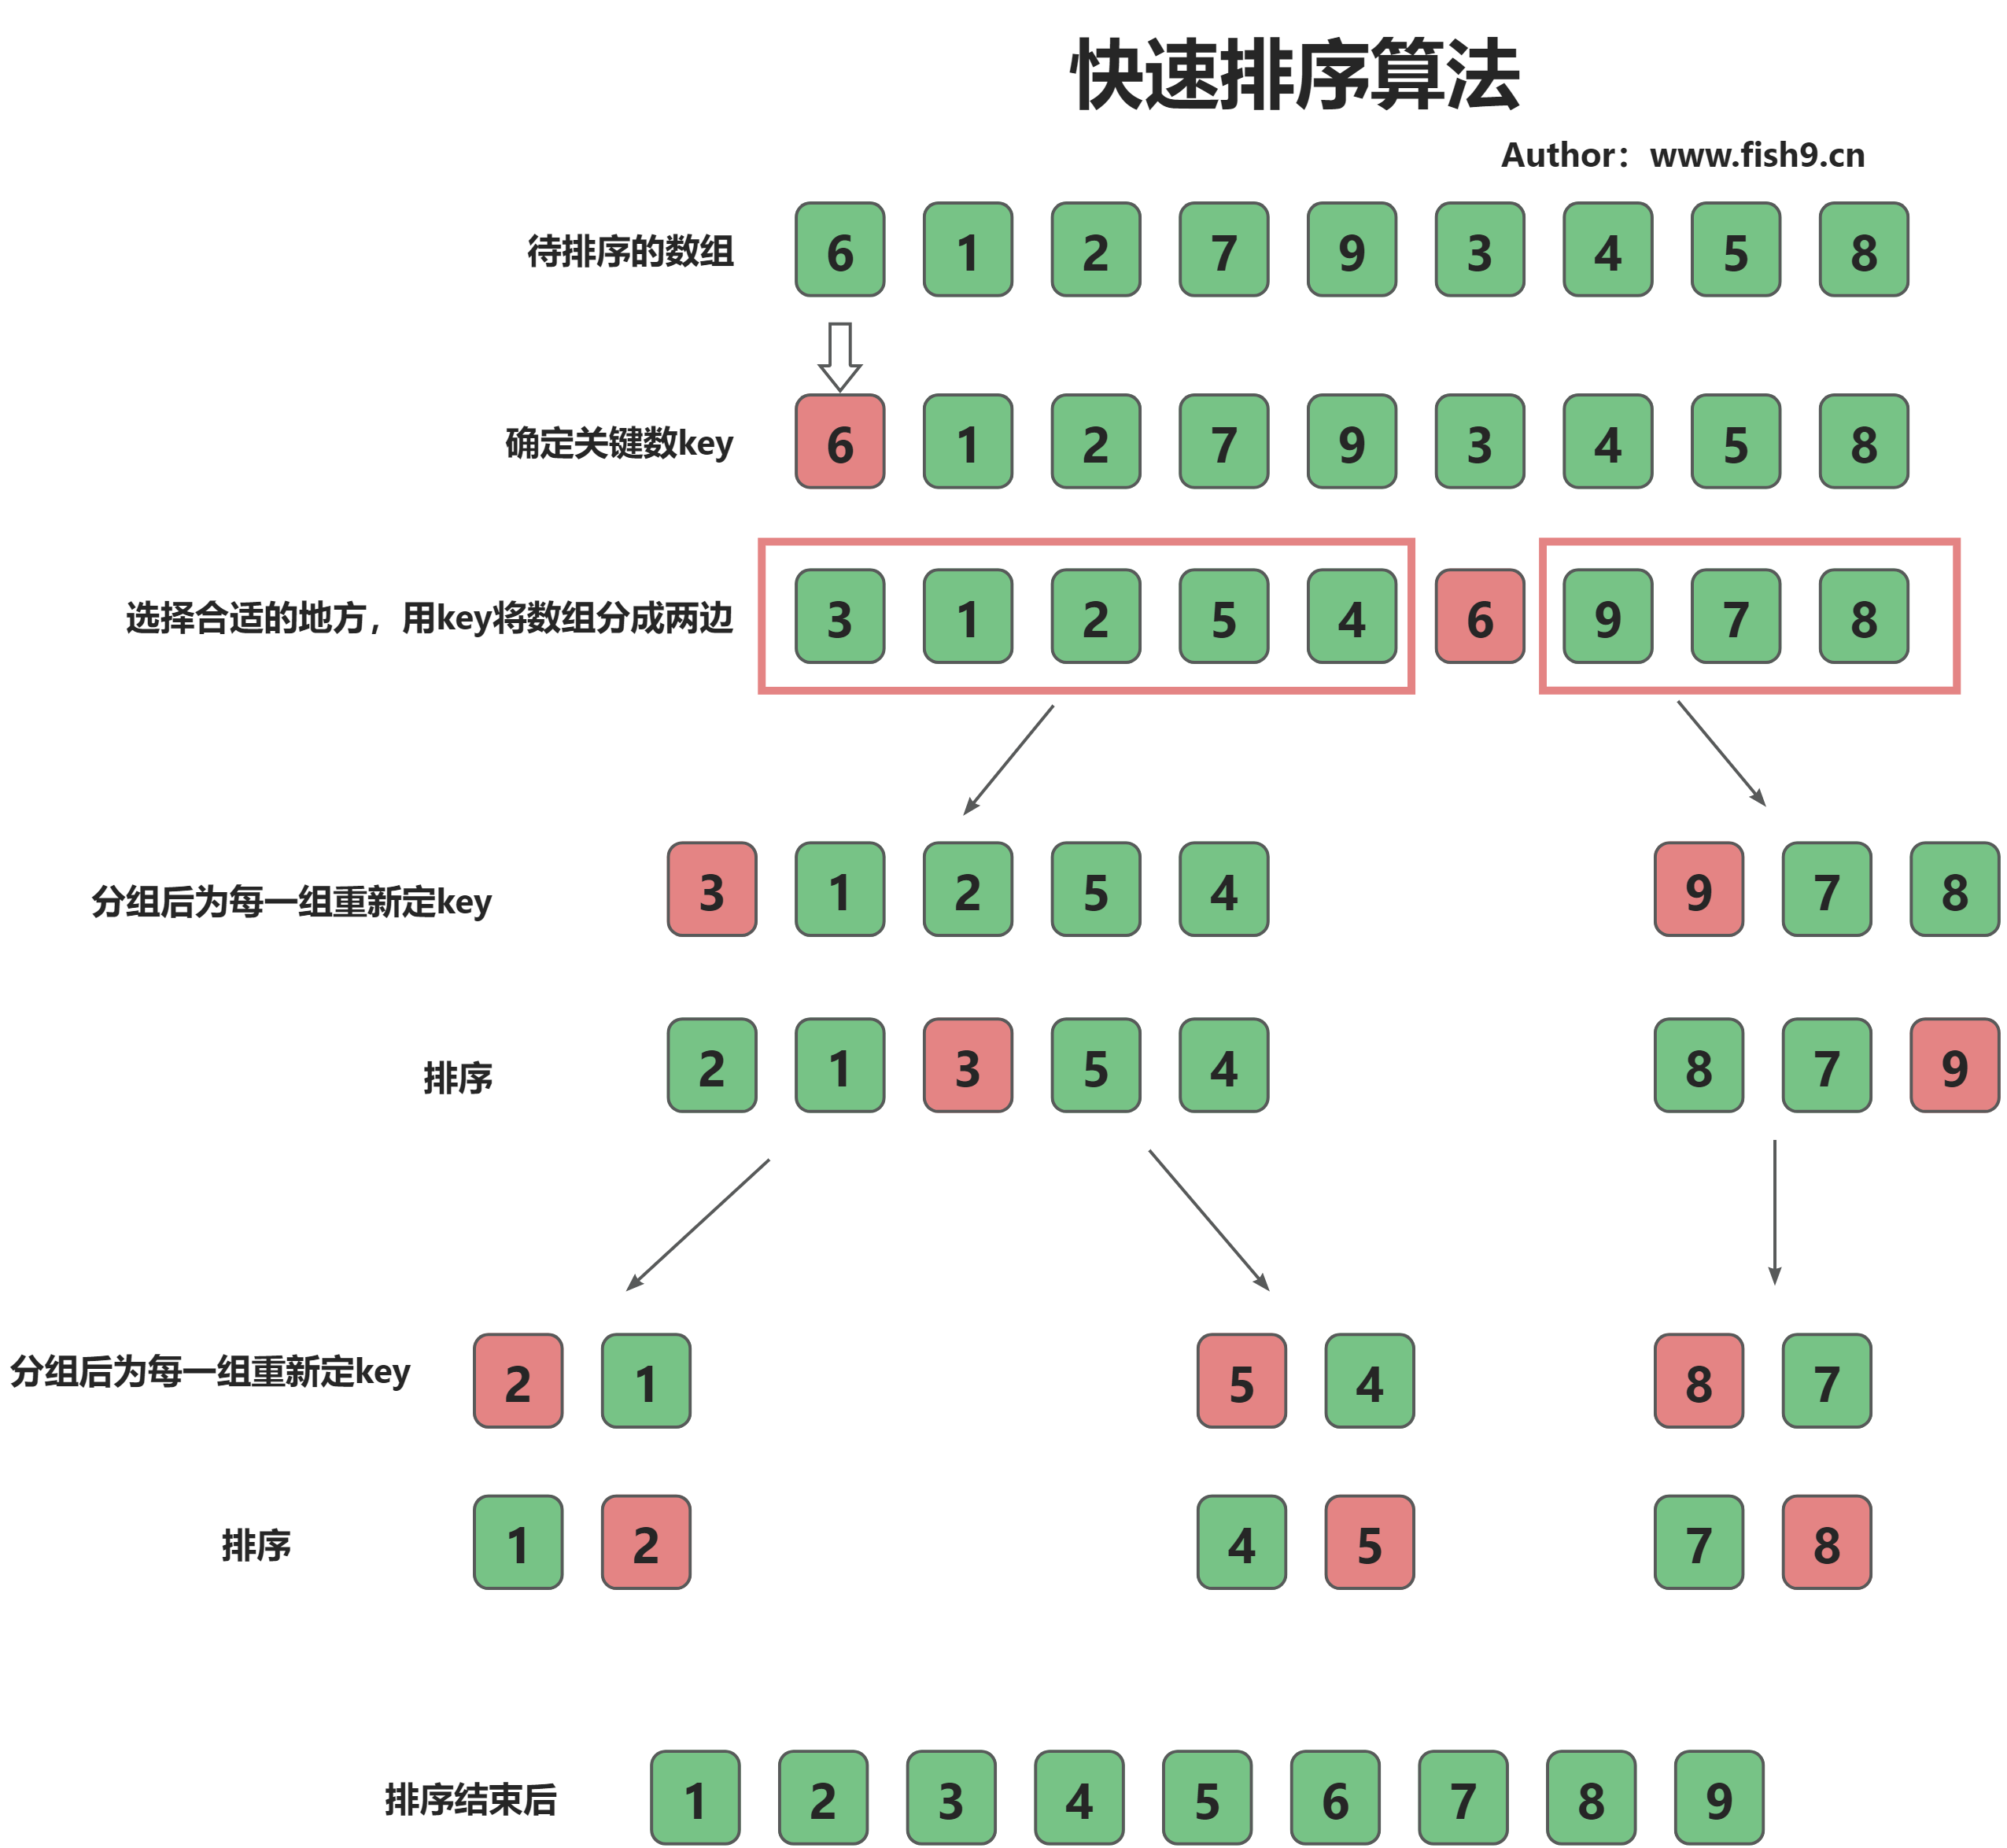 快速排序算法
Author：www.fish9.cn
待排序的数组 6 1 2 7 9 3 4 5 8
确定关键数key 6 1 2 7 9 3 4 5 8
选择合适的地方，用key将数组分成两边 3 1 2 5 4 6 9 7 8
分组后为每一组重新定key 3 1 2 5 4 9 7 8
排序 2 1 3 5 4 8 7 9
分组后为每一组重新定key 2 1 5 4 8 7
排序 1 2 4 5 7 8
排序结束后 1 2 3 4 5 6 7 8 9